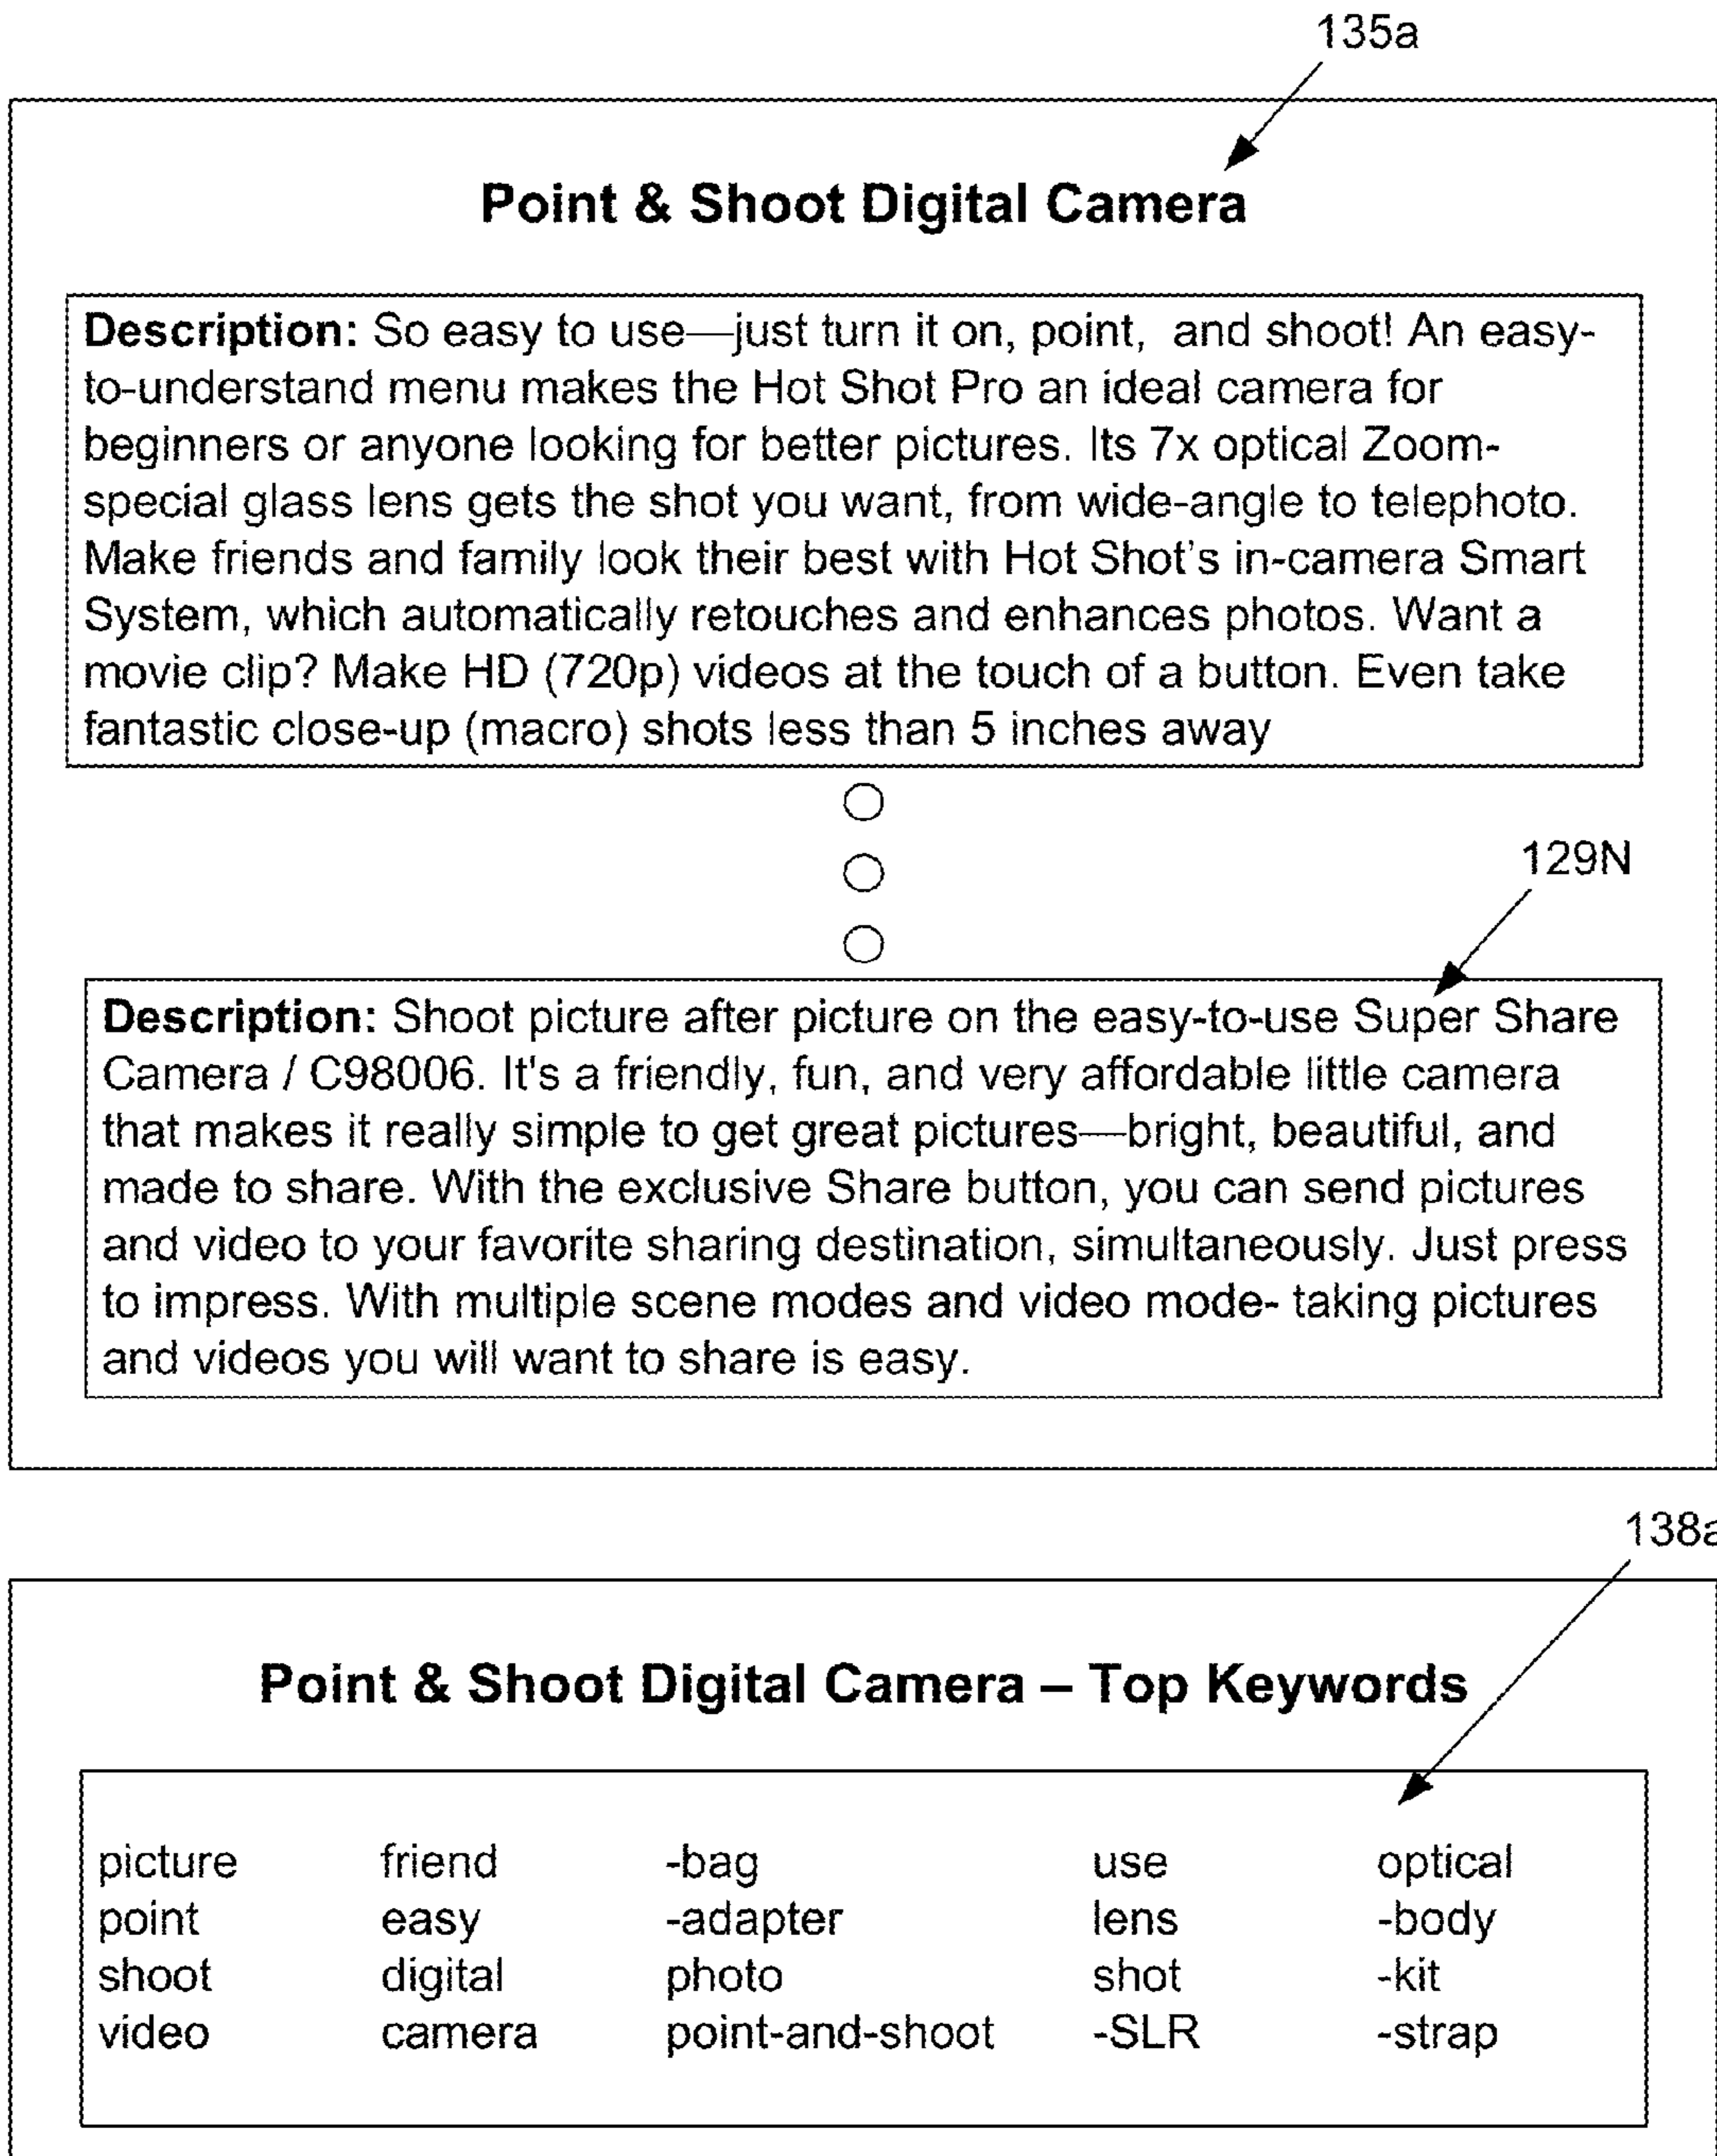 135a
Point & Shoot Digital Camera
Description: So easy to use—just turn it on, point, and shoot! An easy-
to-understand menu makes the Hot Shot Pro an ideal camera for
beginners or anyone looking for better pictures. Its 7x optical Zoom-
special glass lens gets the shot you want, from wide-angle to telephoto.
Make friends and family look their best with Hot Shot's in-camera Smart
System, which automatically retouches and enhances photos. Want a
movie clip? Make HD (720p) videos at the touch of a button. Even take
fantastic close-up (macro) shots less than 5 inches away
129N
Description: Shoot picture after picture on the easy-to-use Super Share
Camera / C98006. It's a friendly, fun, and very affordable little camera
that makes it really simple to get great pictures—bright, beautiful, and
made to share. With the exclusive Share button, you can send pictures
and video to your favorite sharing destination, simultaneously. Just press
to impress. With multiple scene modes and video mode- taking pictures
and videos you will want to share is easy.
138a
Point & Shoot Digital Camera – Top Keywords
picture friend -bag use optical
point easy -adapter lens -body
shoot digital photo shot -kit
video camera point-and-shoot -SLR -strap